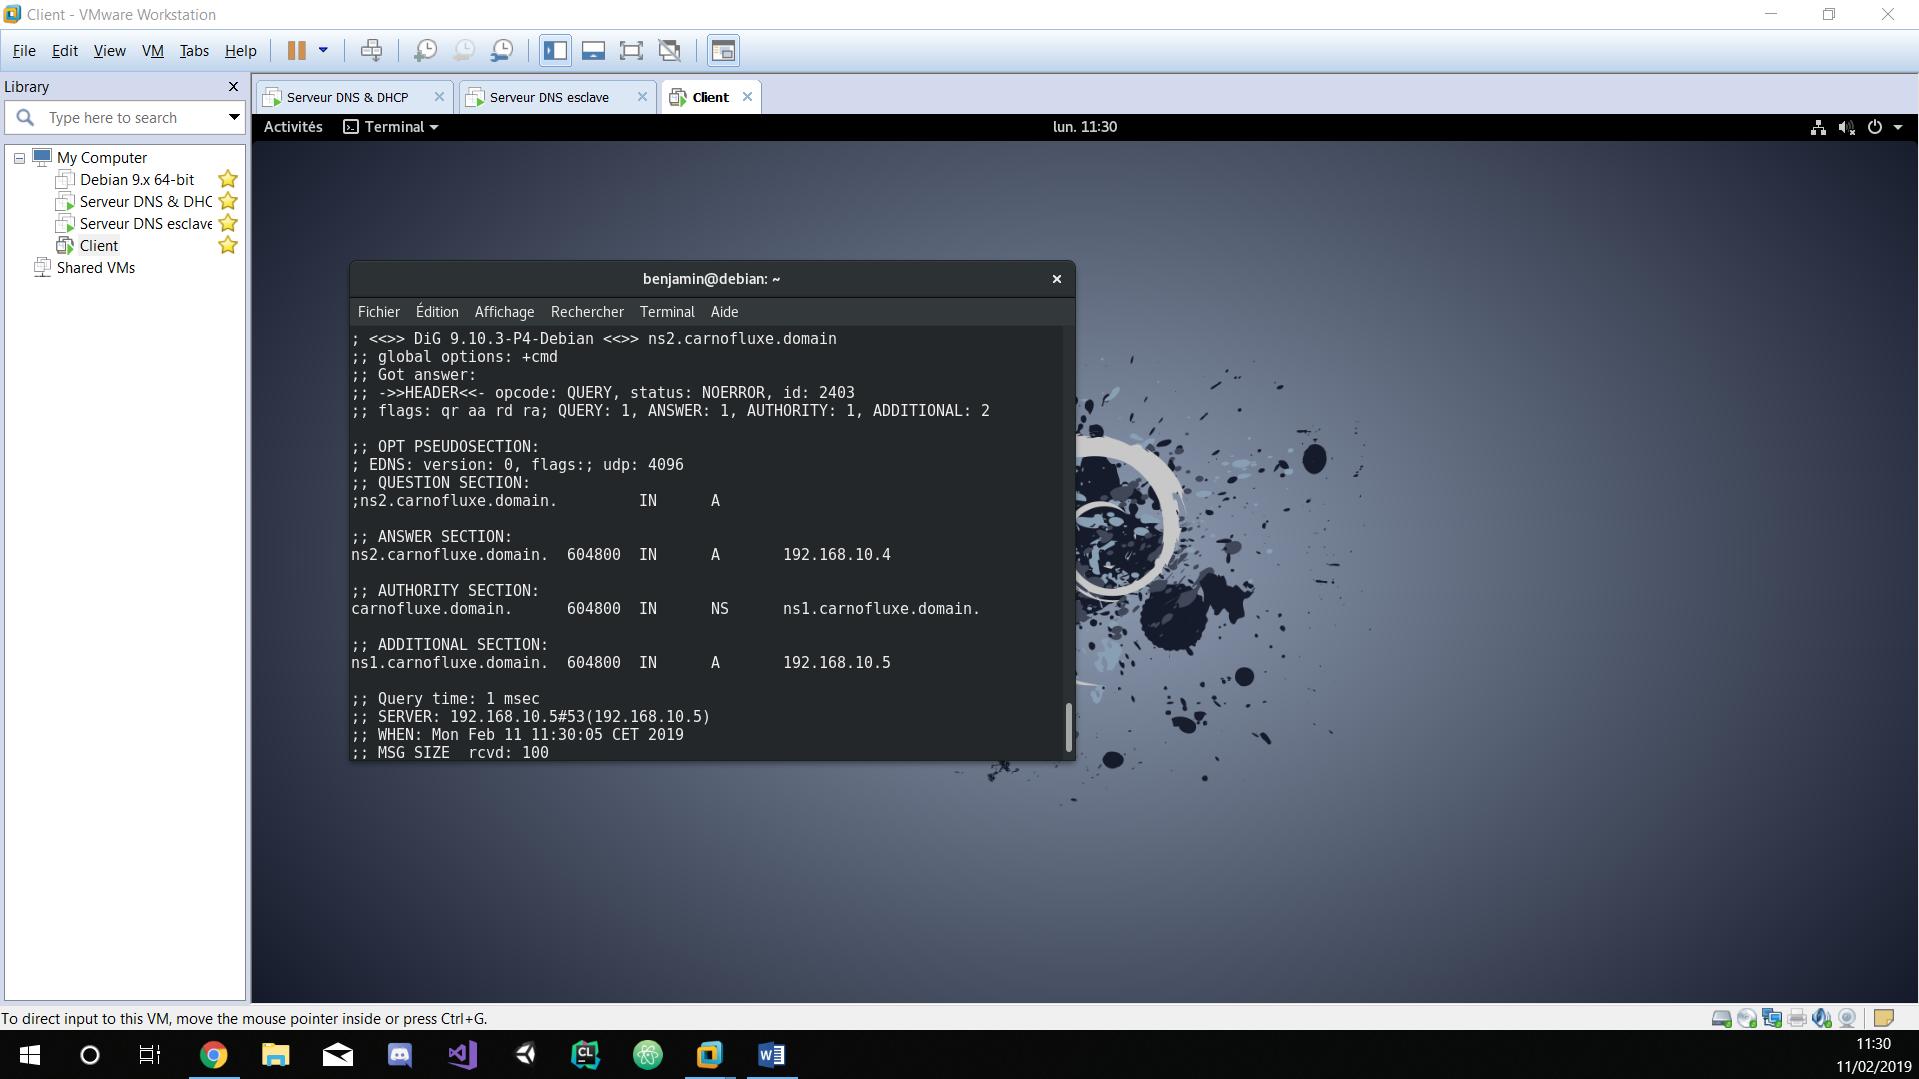 Client - VMware Workstation
File Edit View VM Tabs Help
Library
Type here to search
My Computer
Debian 9.x 64-bit
Serveur DNS & DHC
Serveur DNS esclave
Client
Shared VMs
Serveur DNS & DHCP
Serveur DNS esclave
Client
Activités Terminal lun. 11:30
benjamin@debian: ~
Fichier Édition Affichage Rechercher Terminal Aide
; <<>> DiG 9.10.3-P4-Debian <<>> ns2.carnofluxe.domain
;; global options: +cmd
;; Got answer:
;; ->>HEADER<<- opcode: QUERY, status: NOERROR, id: 2403
;; flags: qr aa rd ra; QUERY: 1, ANSWER: 1, AUTHORITY: 1, ADDITIONAL: 2
;; OPT PSEUDOSECTION:
; EDNS: version: 0, flags:; udp: 4096
;; QUESTION SECTION:
;ns2.carnofluxe.domain. IN A
;; ANSWER SECTION:
ns2.carnofluxe.domain. 604800 IN A 192.168.10.4
;; AUTHORITY SECTION:
carnofluxe.domain. 604800 IN NS ns1.carnofluxe.domain.
;; ADDITIONAL SECTION:
ns1.carnofluxe.domain. 604800 IN A 192.168.10.5
;; Query time: 1 msec
;; SERVER: 192.168.10.5#53(192.168.10.5)
;; WHEN: Mon Feb 11 11:30:05 CET 2019
;; MSG SIZE rcvd: 100
To direct input to this VM, move the mouse pointer inside or press Ctrl+G.
CL
W
11:30
11/02/2019